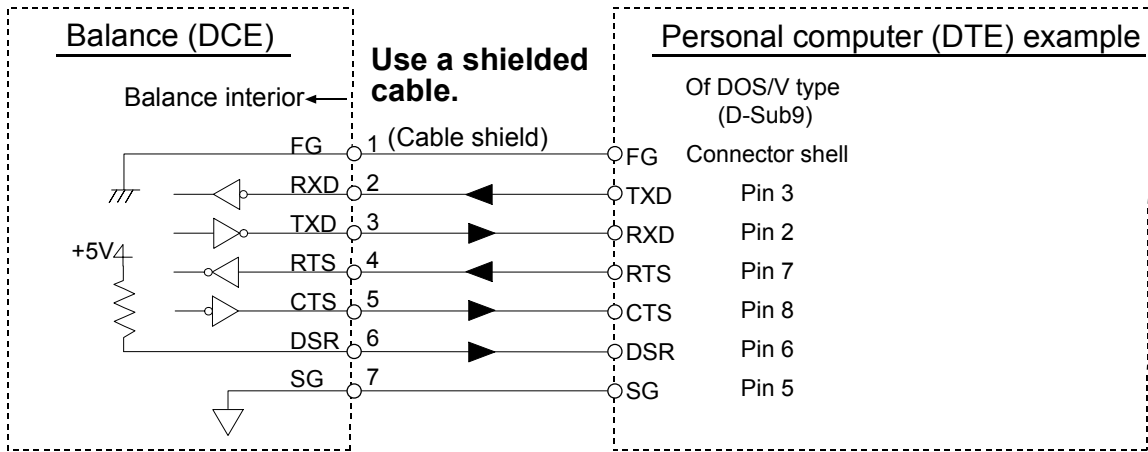 Balance (DCE)
Use a shielded
cable.
Personal computer (DTE) example
Balance interior
Of DOS/V type
(D-Sub9)
FG 1 (Cable shield) FG Connector shell
RXD 2 TXD Pin 3
TXD 3 RXD Pin 2
+5V
RTS 4 RTS Pin 7
CTS 5 CTS Pin 8
DSR 6 DSR Pin 6
SG 7 SG Pin 5